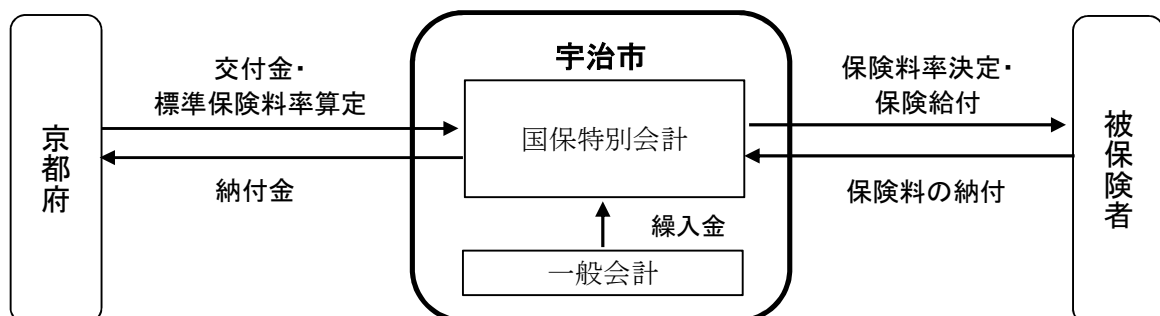 宇治市
京都府
交付金・
標準保険料率算定
納付金
国保特別会計
繰入金
一般会計
保険料率決定・
保険給付
保険料の納付
被保険者